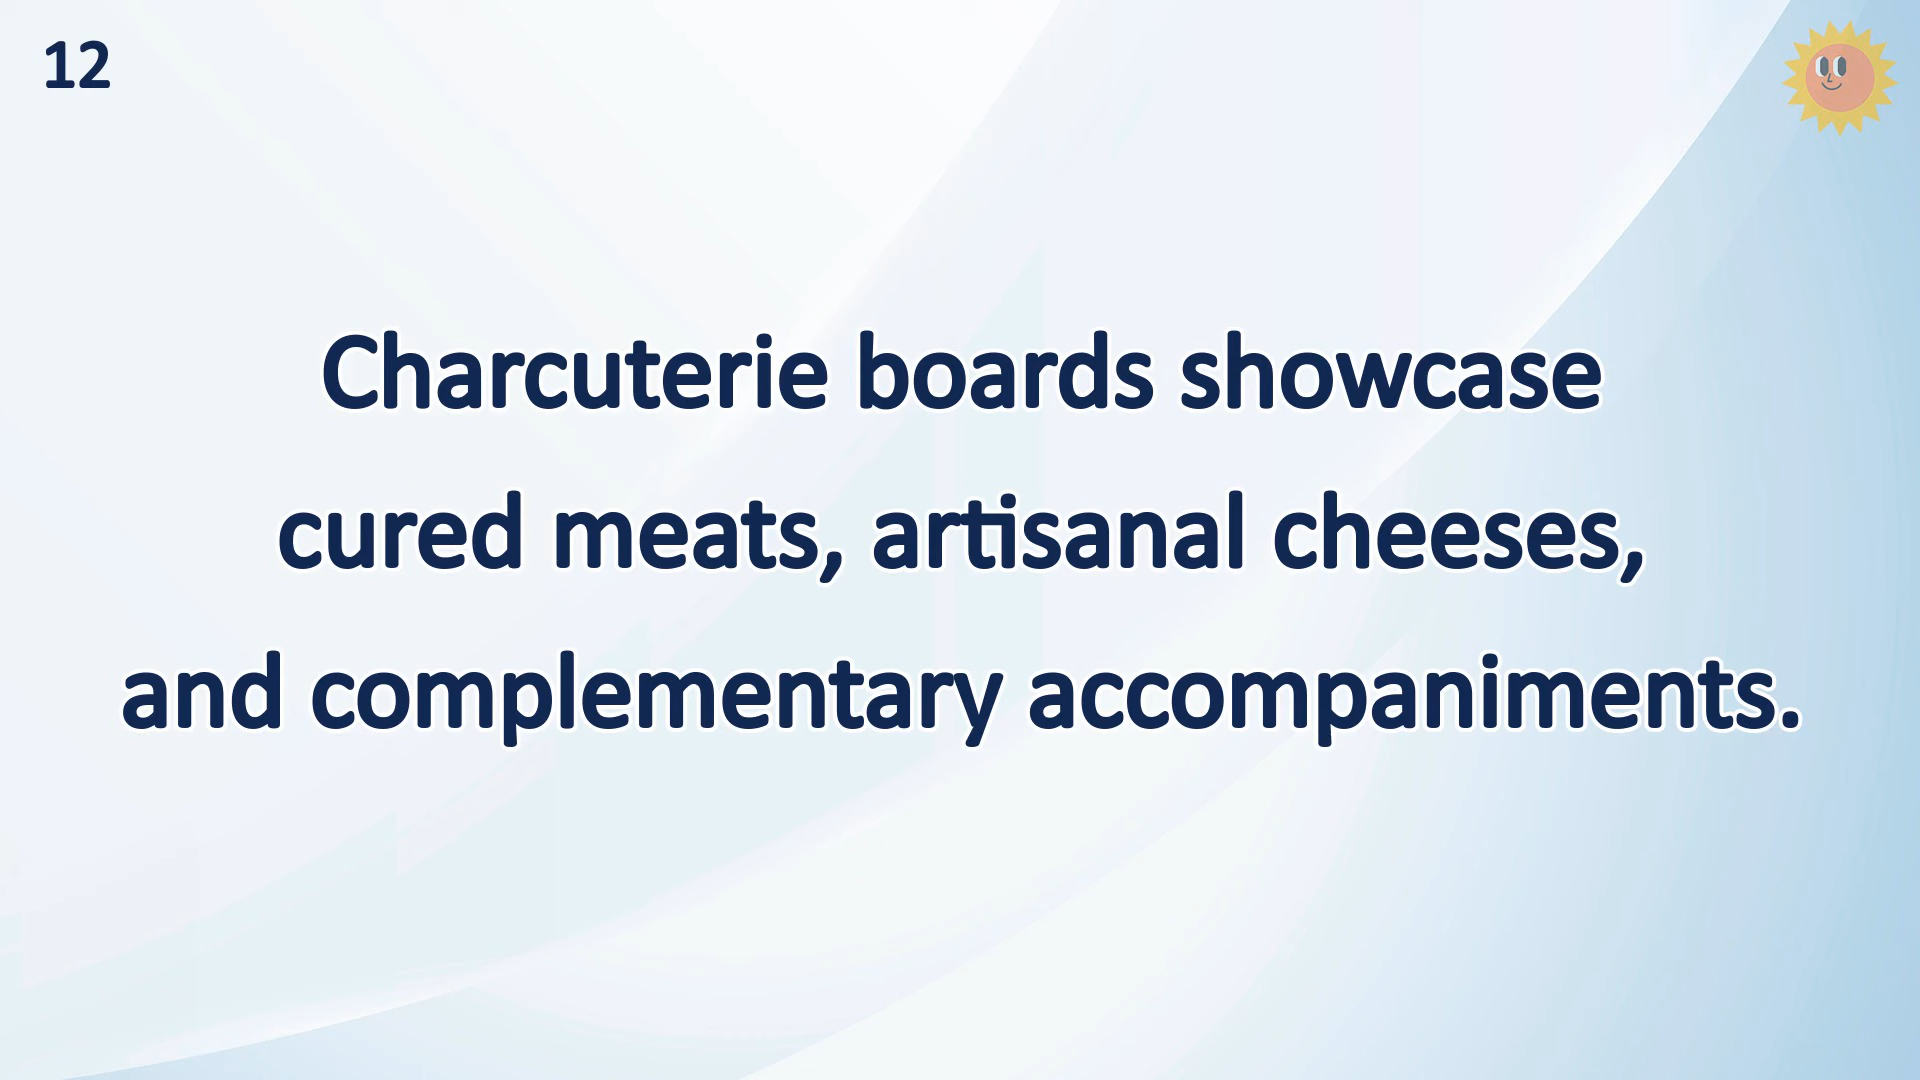 12
Charcuterie boards showcase
cured meats, artisanal cheeses,
and complementary accompaniments.